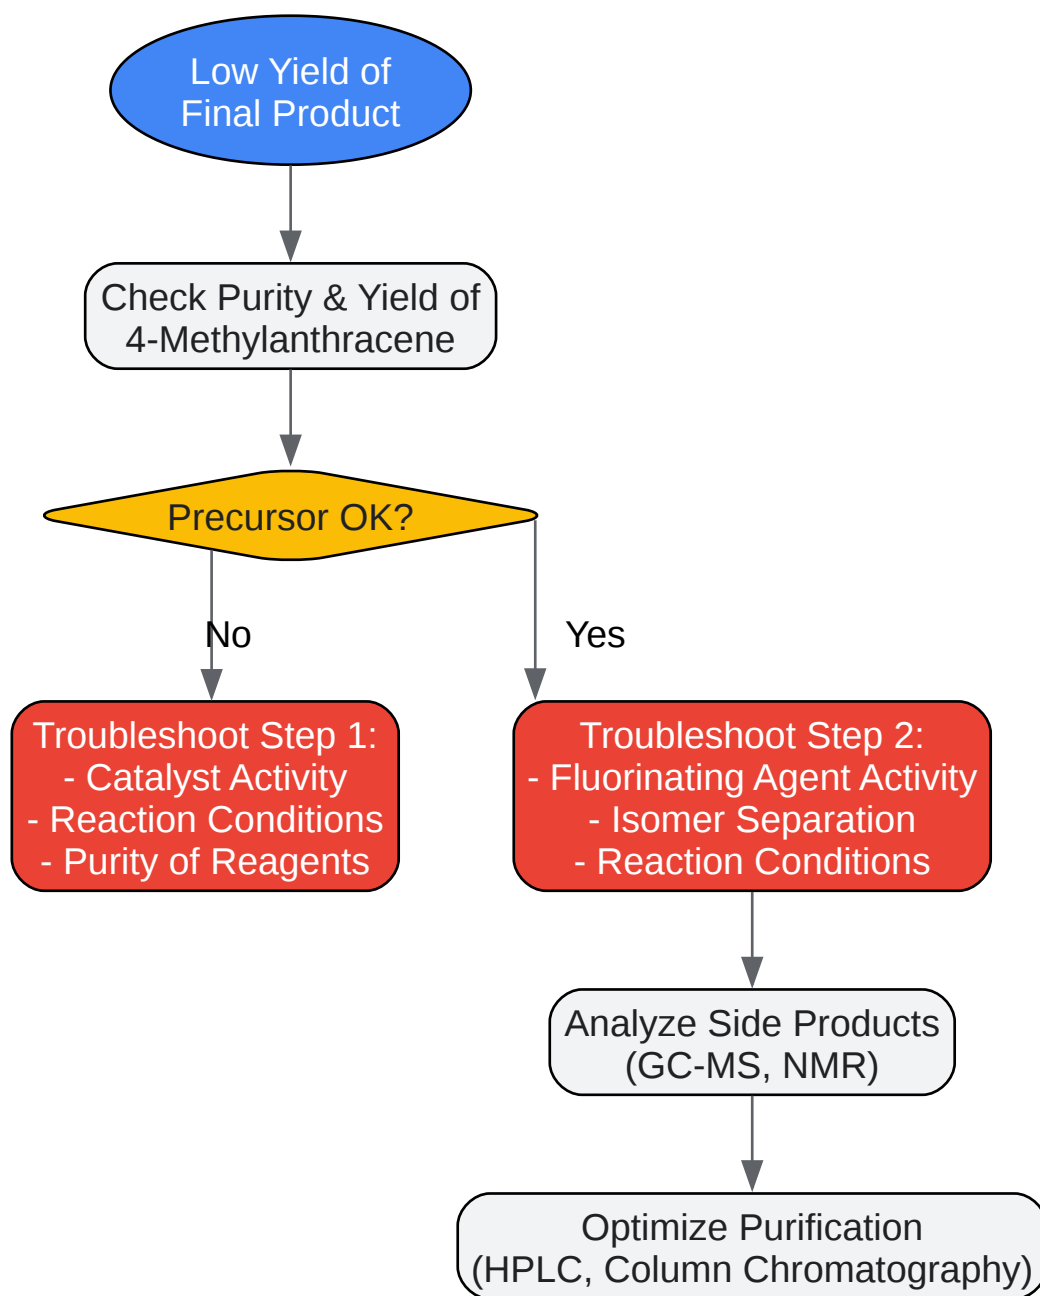 Low Yield of
Final Product
Check Purity & Yield of
4-Methylanthracene
Precursor OK?
No
Yes
Troubleshoot Step 1:
- Catalyst Activity
- Reaction Conditions
- Purity of Reagents
Troubleshoot Step 2:
- Fluorinating Agent Activity
- Isomer Separation
- Reaction Conditions
Analyze Side Products
(GC-MS, NMR)
Optimize Purification
(HPLC, Column Chromatography)